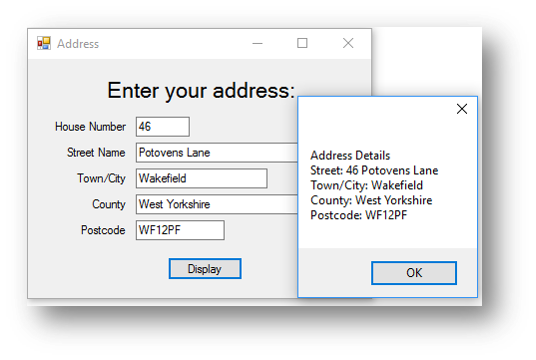 Address
Enter your address:
House Number 46
Street Name Potovens Lane
Town/City Wakefield
County West Yorkshire
Postcode WF12PF
Display
Address Details
Street: 46 Potovens Lane
Town/City: Wakefield
County: West Yorkshire
Postcode: WF12PF
OK